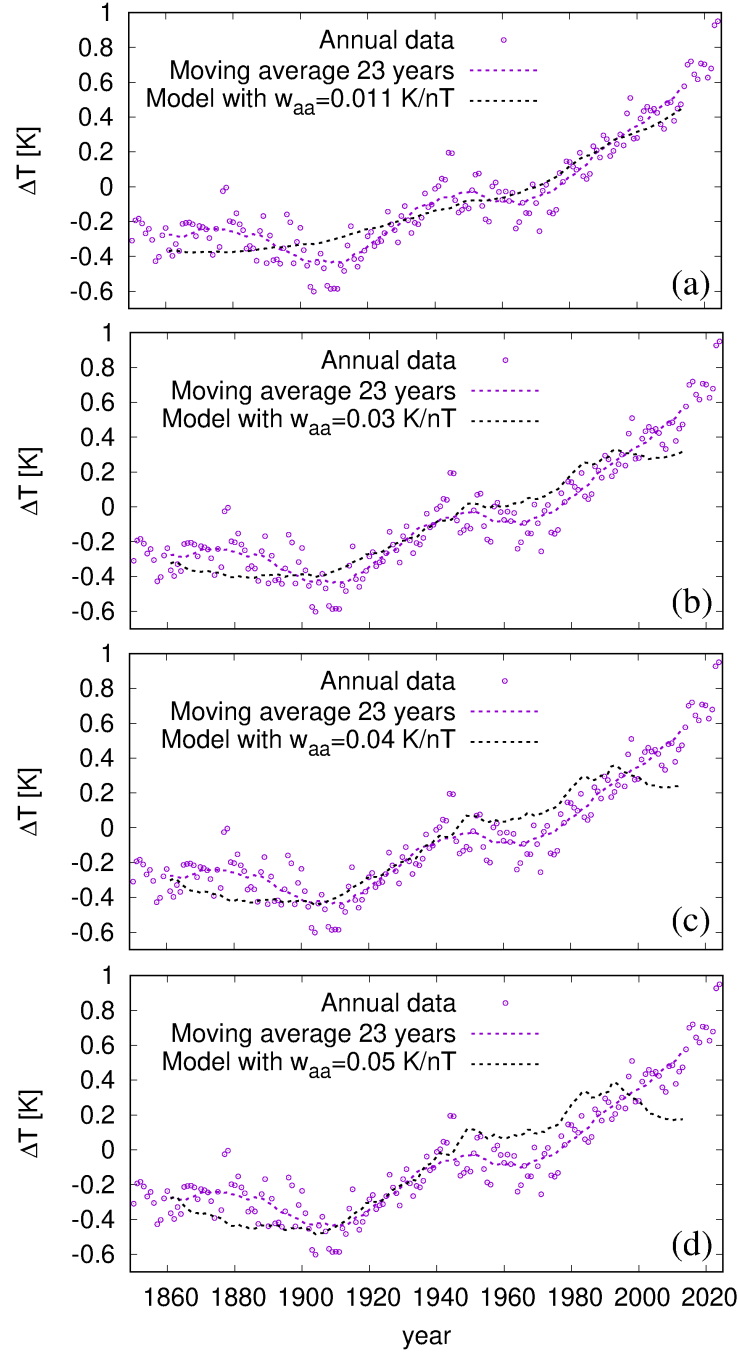 1
0.8
0.6
0.4
0.2
0
-0.2
-0.4
-0.6
ΔT [K]
Annual data
Moving average 23 years
Model with waa=0.011 K/nT
(a)
1
0.8
0.6
0.4
0.2
0
-0.2
-0.4
-0.6
ΔT [K]
Annual data
Moving average 23 years
Model with waa=0.03 K/nT
(b)
1
0.8
0.6
0.4
0.2
0
-0.2
-0.4
-0.6
ΔT [K]
Annual data
Moving average 23 years
Model with waa=0.04 K/nT
(c)
1
0.8
0.6
0.4
0.2
0
-0.2
-0.4
-0.6
ΔT [K]
Annual data
Moving average 23 years
Model with waa=0.05 K/nT
(d)
1860 1880 1900 1920 1940 1960 1980 2000 2020
year